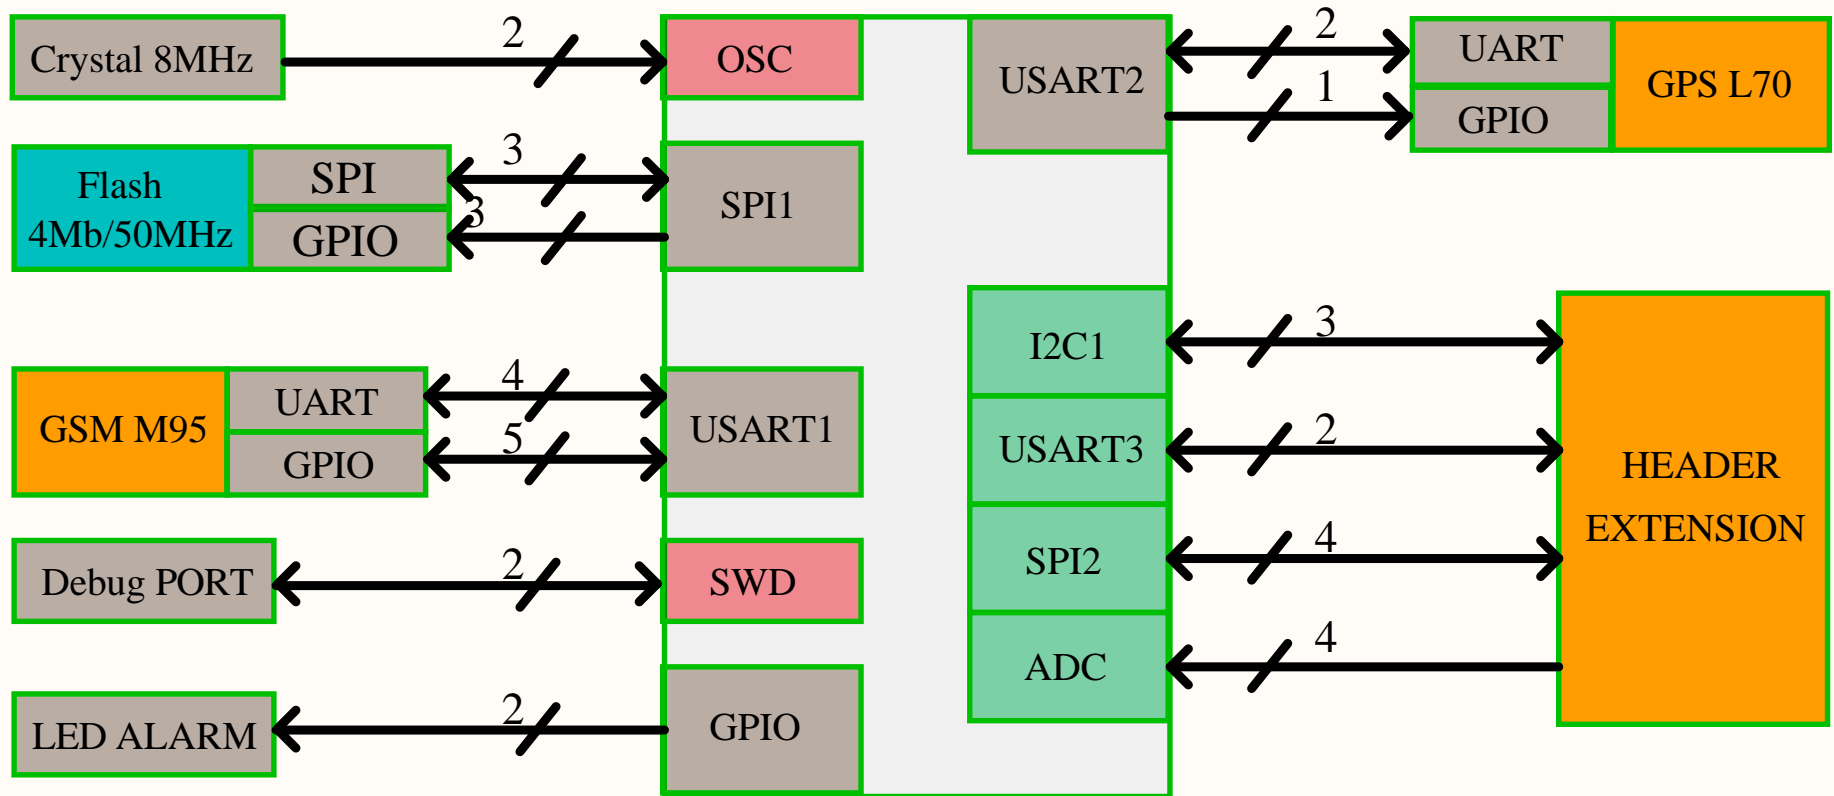 Crystal 8MHz
2
OSC
USART2
2
UART
1
GPIO
GPS L70
Flash
4Mb/50MHz
SPI
3
GPIO
3
SPI1
I2C1
3
GSM M95
UART
4
GPIO
5
USART1
USART3
2
HEADER
EXTENSION
SPI2
4
Debug PORT
2
SWD
ADC
4
LED ALARM
2
GPIO